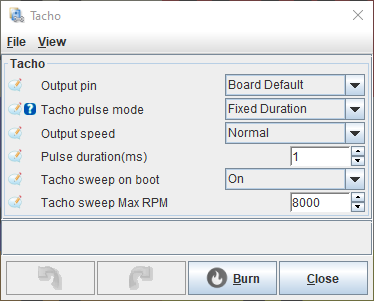 Tacho
File View
Tacho
Output pin Board Default
Tacho pulse mode Fixed Duration
Output speed Normal
Pulse duration(ms) 1
Tacho sweep on boot On
Tacho sweep Max RPM 8000
Burn Close